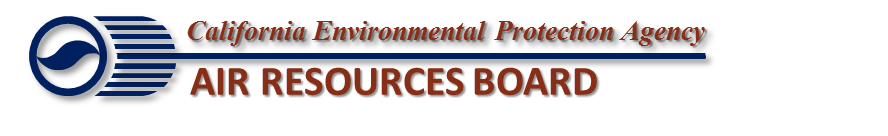 California Environmental Protection Agency
AIR RESOURCES BOARD